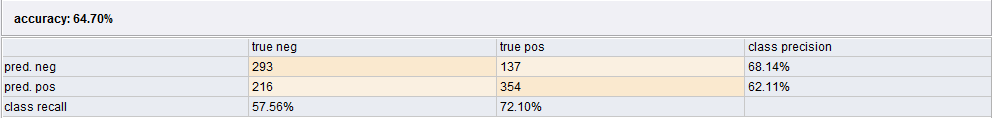 accuracy: 64.70%
true neg true pos class precision
pred. neg 293 137 68.14%
pred. pos 216 354 62.11%
class recall 57.56% 72.10%